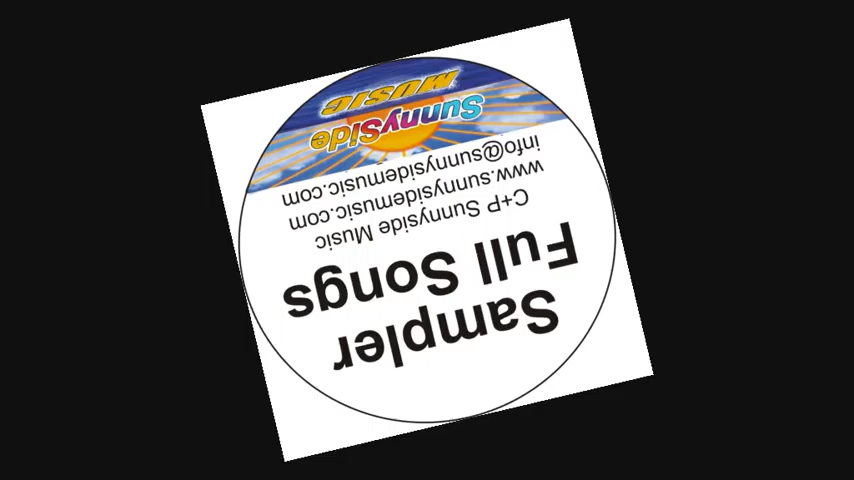 Sampler
Full Songs
C+P Sunnyside Music
www.sunnysidemusic.com
info@sunnysidemusic.com
SunnySide
MUSIC